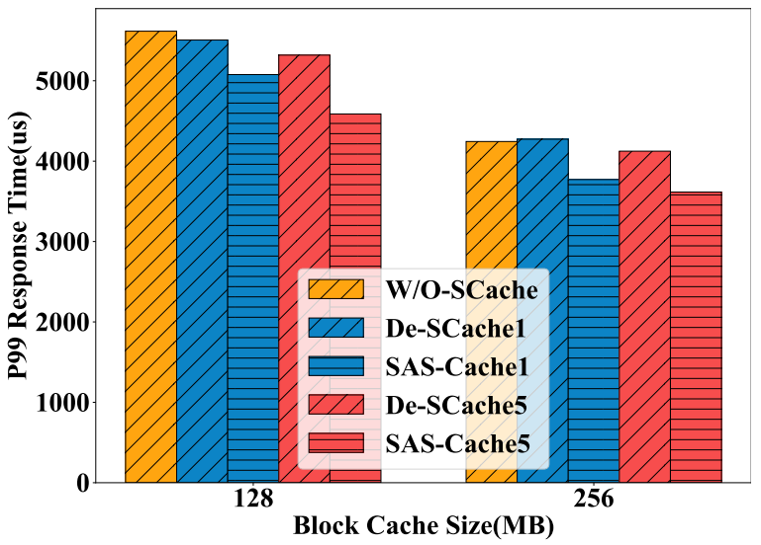 P99 Response Time(us)
5000
4000
3000
2000
1000
0
W/O-SCache
De-SCache1
SAS-Cache1
De-SCache5
SAS-Cache5
128
256
Block Cache Size(MB)